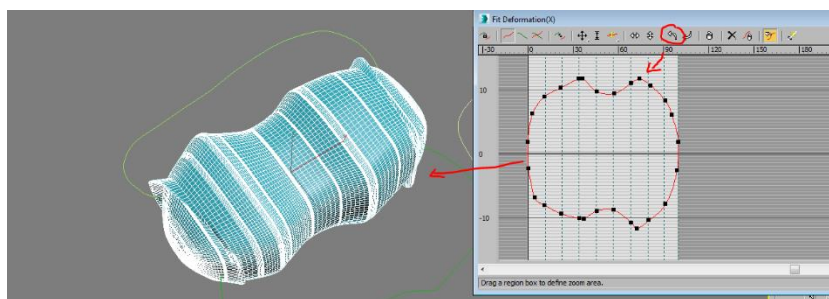 Fit Deformation(X)
-30 0 30 60 90 120 150 180
10
0
-10
Drag a region box to define zoom area.